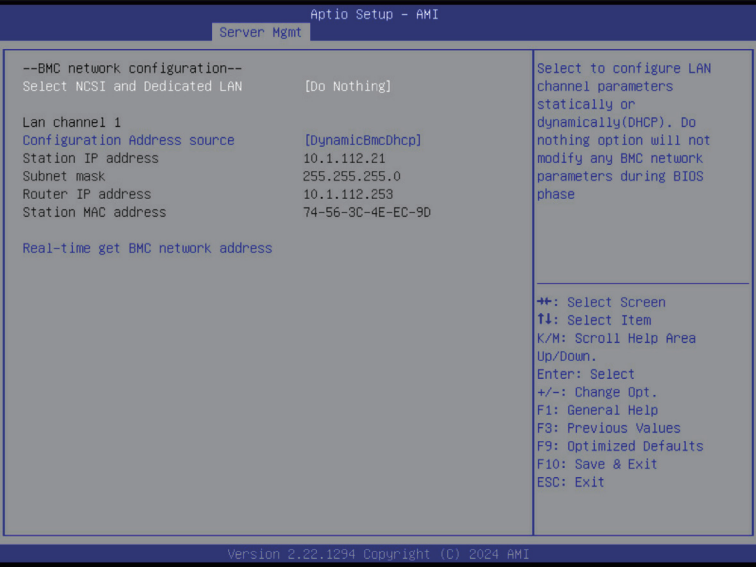 Aptio Setup – AMI
Server Mgmt
--BMC network configuration--
Select NCSI and Dedicated LAN [Do Nothing]
Lan channel 1
Configuration Address source [DynamicBmcDhcp]
Station IP address 10.1.112.21
Subnet mask 255.255.255.0
Router IP address 10.1.112.253
Station MAC address 74-56-3C-4E-EC-9D
Real-time get BMC network address
Select to configure LAN
channel parameters
statically or
dynamically(DHCP). Do
nothing option will not
modify any BMC network
parameters during BIOS
phase
→←: Select Screen
↑↓: Select Item
K/M: Scroll Help Area
Up/Down.
Enter: Select
+/-: Change Opt.
F1: General Help
F3: Previous Values
F9: Optimized Defaults
F10: Save & Exit
ESC: Exit
Version 2.22.1294 Copyright (C) 2024 AMI